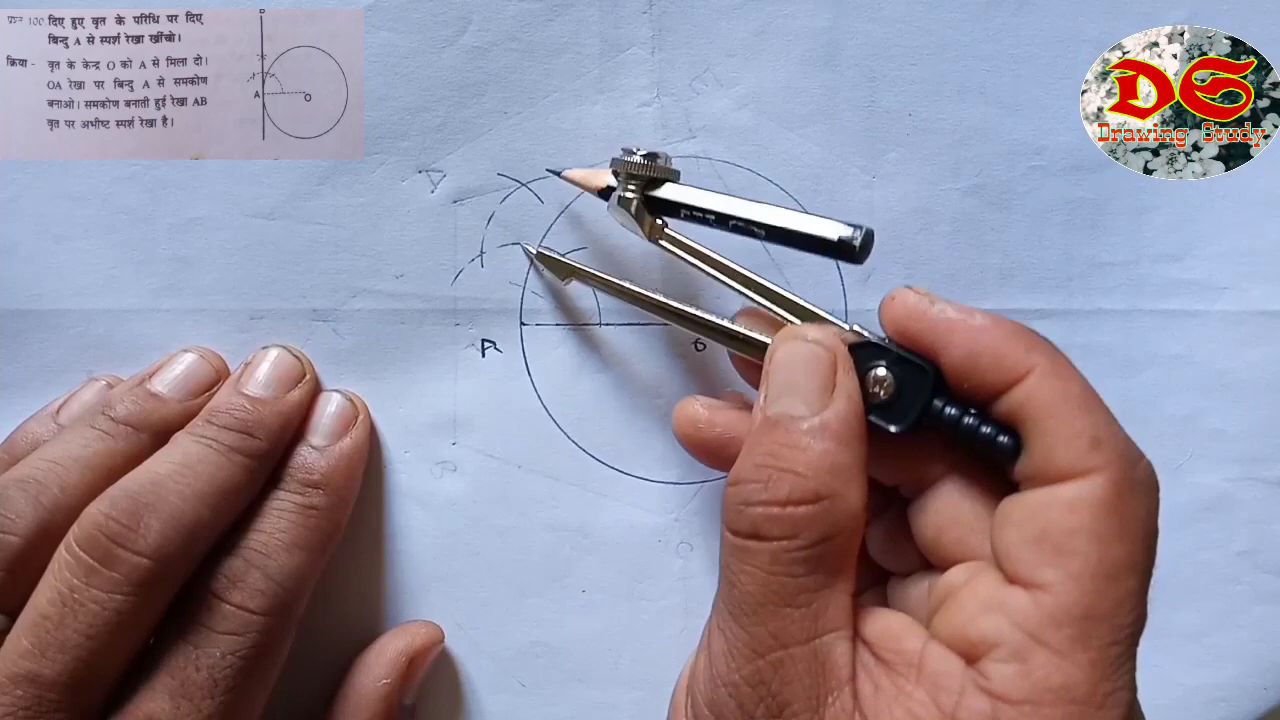 प्रश्न 100 दिए हुए वृत के परिधि पर दिए
बिन्दु A से स्पर्श रेखा खींचो।
क्रिया - वृत के केन्द्र O को A से मिला दो।
OA रेखा पर बिन्दु A से समकोण
बनाओ। समकोण बनाती हुई रेखा AB
वृत पर अभीष्ट स्पर्श रेखा है।
B
A
O
DS
Drawing Study
A